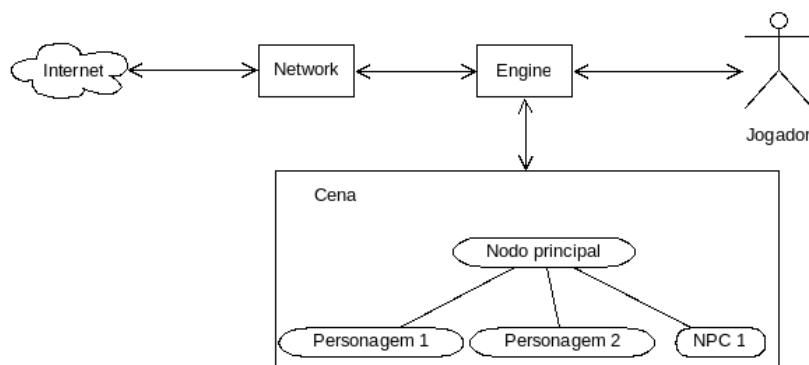 Internet
Network
Engine
Jogador
Cena
Nodo principal
Personagem 1
Personagem 2
NPC 1